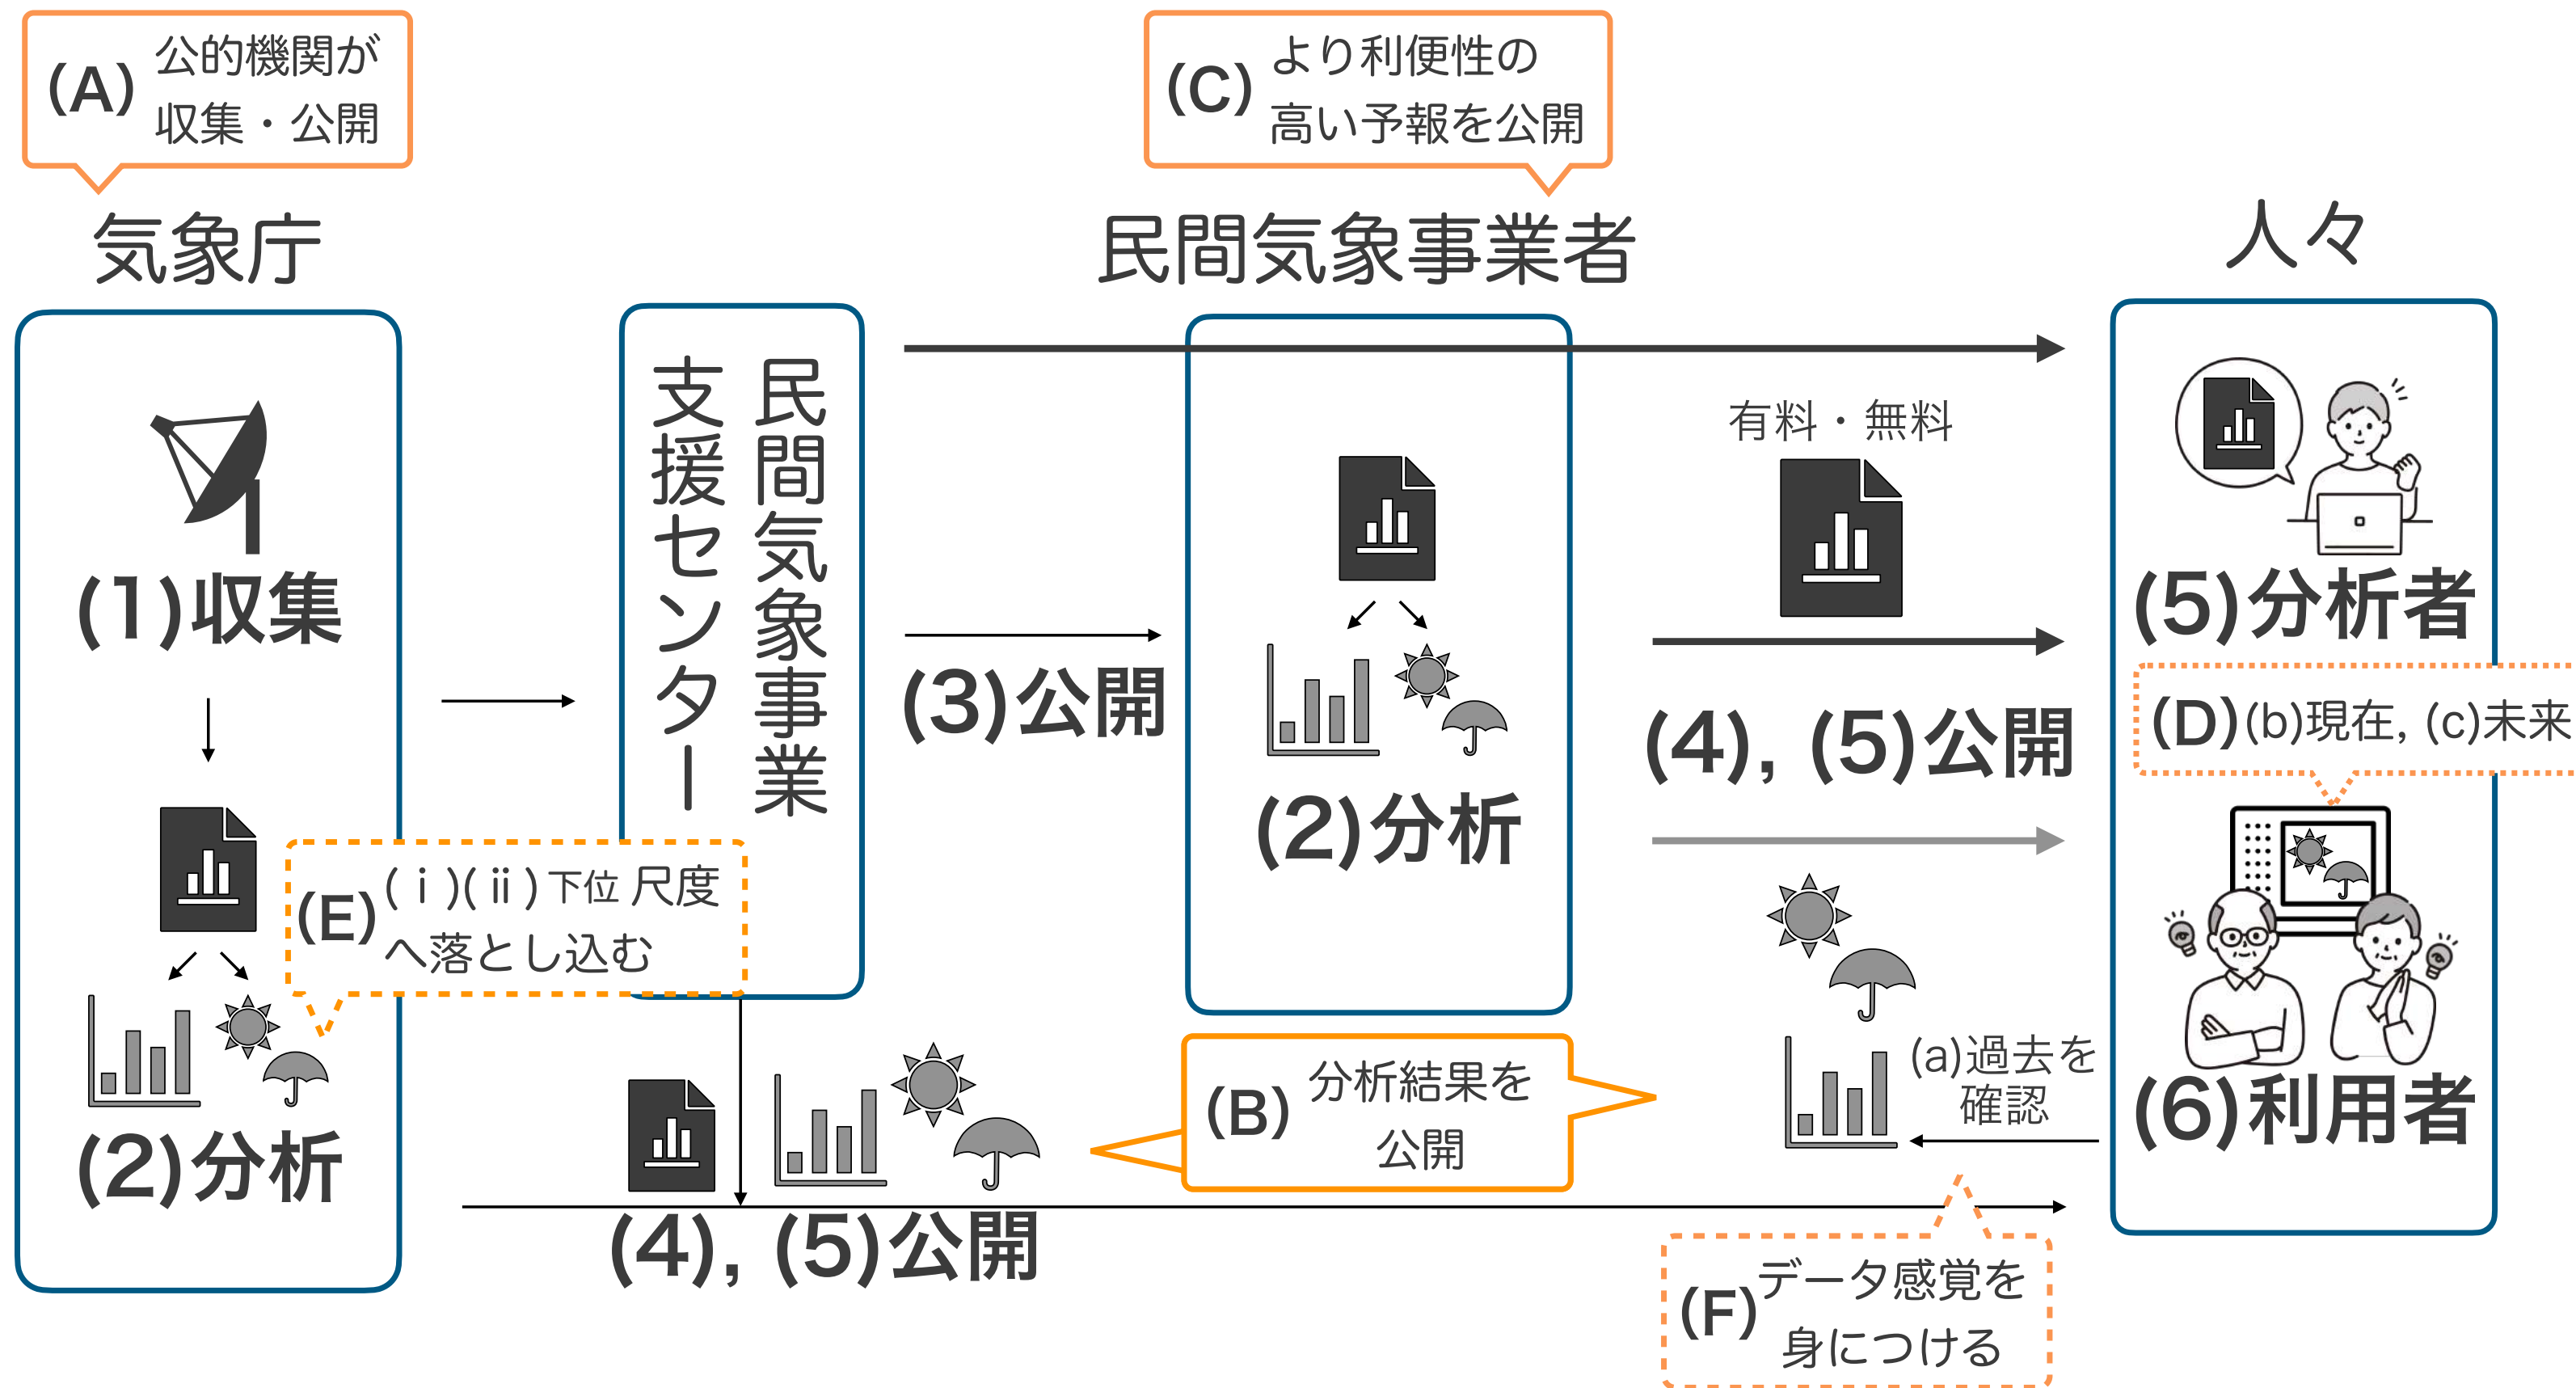 (A) 公的機関が
収集・公開
(C) より利便性の
高い予報を公開
気象庁
民間気象事業者
人々
(1)収集
(2)分析
(E) (ⅰ)(ⅱ)下位 尺度
へ落とし込む
民間気象事業
支援センター
(3)公開
(2)分析
有料・無料
(4), (5)公開
(5)分析者
(D) (b)現在, (c)未来
(6)利用者
(a)過去を
確認
(B) 分析結果を
公開
(4), (5)公開
(F) データ感覚を
身につける